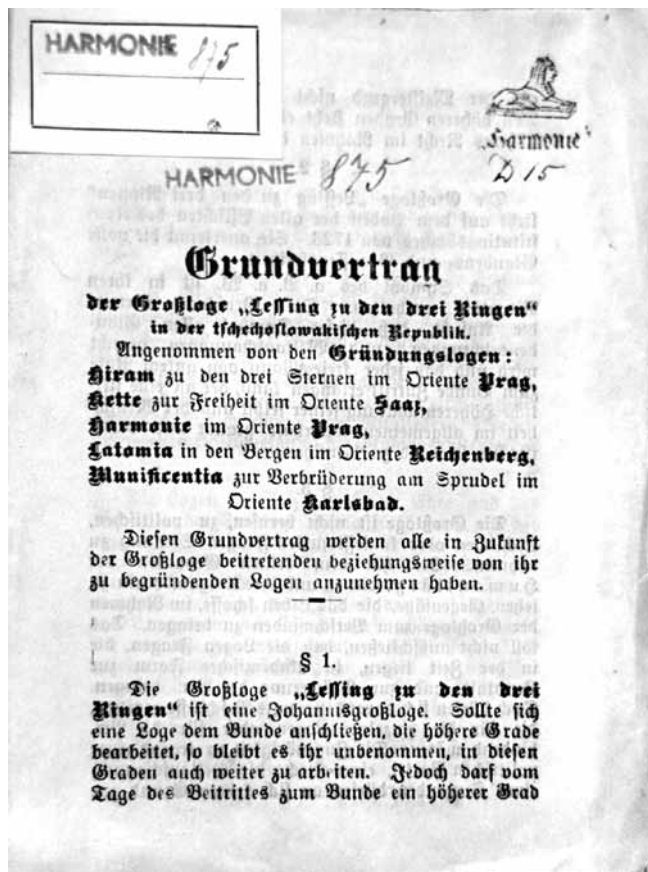 HARMONIE 875
„Harmonie“
D 15
HARMONIE 875
Grundvertrag
der Großloge „Lessing zu den drei Ringen“
in der tschechoslowakischen Republik.
Angenommen von den Gründungslogen:
Hiram zu den drei Sternen im Oriente Prag,
Kette zur Freiheit im Oriente Saaz,
Harmonie im Oriente Prag,
Latomia in den Bergen im Oriente Reichenberg,
Munificentia zur Verbrüderung am Sprudel im
Oriente Karlsbad.
Diesen Grundvertrag werden alle in Zukunft
der Großloge beitretenden beziehungsweise von ihr
zu begründenden Logen anzunehmen haben.
§ 1.
Die Großloge „Lessing zu den drei
Ringen“ ist eine Johannisgroßloge. Sollte sich
eine Loge dem Bunde anschließen, die höhere Grade
bearbeitet, so bleibt es ihr unbenommen, in diesen
Graden auch weiter zu arbeiten. Jedoch darf vom
Tage des Beitrittes zum Bunde ein höherer Grad